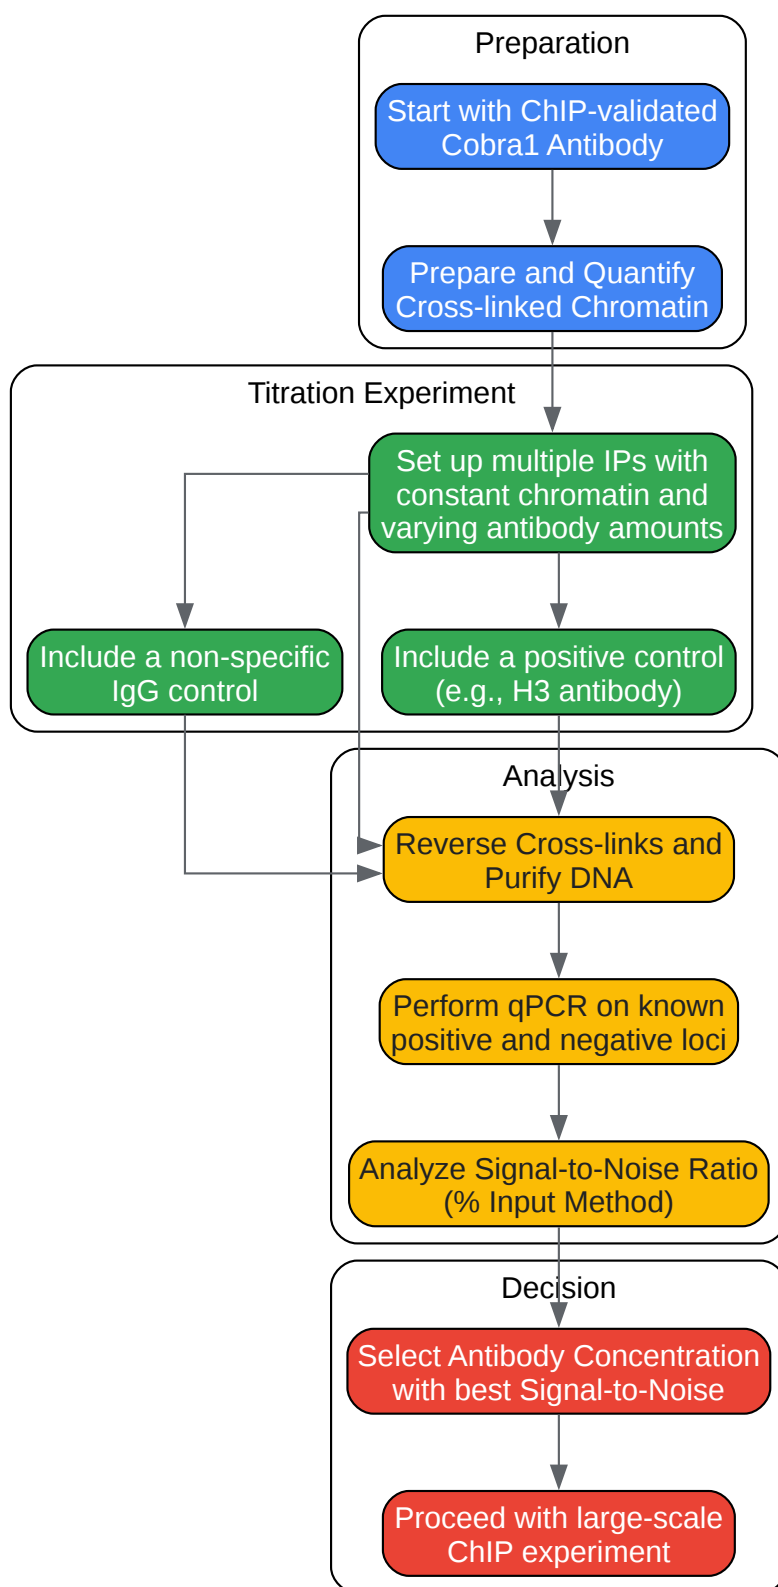 Preparation
Start with ChIP-validated
Cobra1 Antibody
Prepare and Quantify
Cross-linked Chromatin
Titration Experiment
Set up multiple IPs with
constant chromatin and
varying antibody amounts
Include a non-specific
IgG control
Include a positive control
(e.g., H3 antibody)
Analysis
Reverse Cross-links and
Purify DNA
Perform qPCR on known
positive and negative loci
Analyze Signal-to-Noise Ratio
(% Input Method)
Decision
Select Antibody Concentration
with best Signal-to-Noise
Proceed with large-scale
ChIP experiment